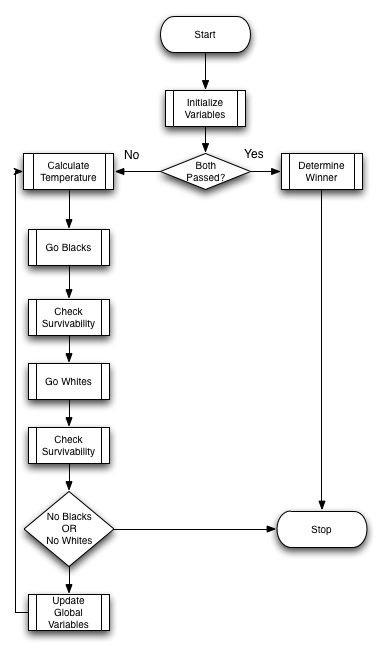 Start
Initialize
Variables
No
Yes
Calculate
Temperature
Both
Passed?
Determine
Winner
Go Blacks
Check
Survivability
Go Whites
Check
Survivability
No Blacks
OR
No Whites
Stop
Update
Global
Variables